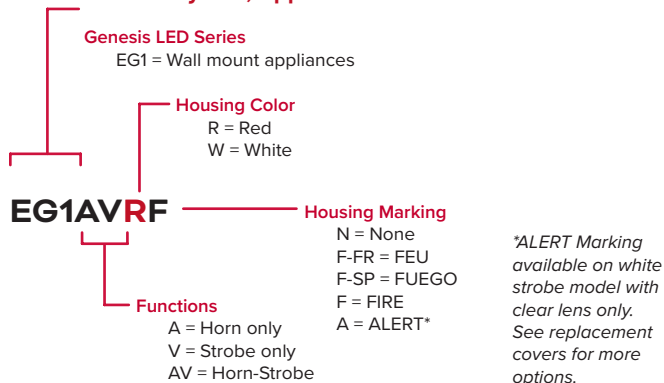 Genesis LED Series
EG1 = Wall mount appliances
Housing Color
R = Red
W = White
EG1AVRF
Housing Marking
N = None
F-FR = FEU
F-SP = FUEGO
F = FIRE
A = ALERT*
*ALERT Marking
available on white
strobe model with
clear lens only.
See replacement
covers for more
options.
Functions
A = Horn only
V = Strobe only
AV = Horn-Strobe